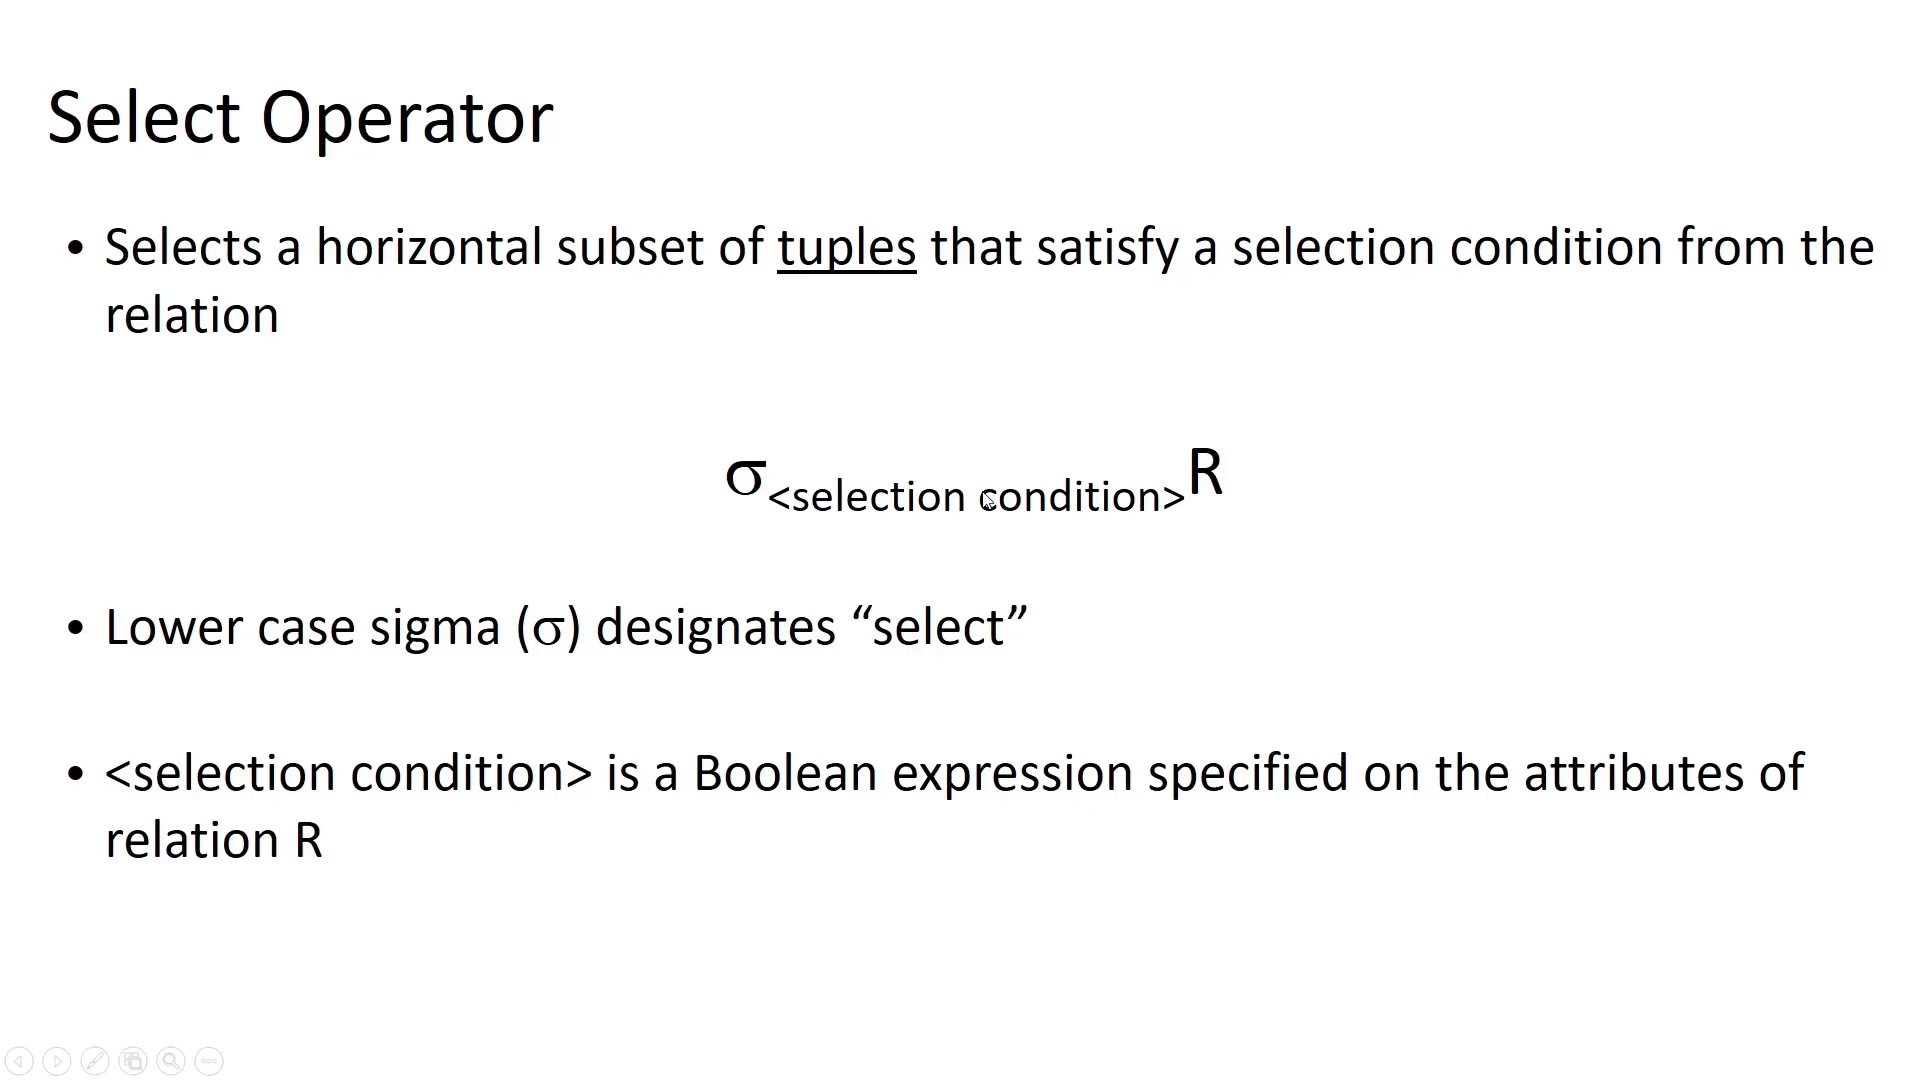 Select Operator
• Selects a horizontal subset of tuples that satisfy a selection condition from the
relation
σ<selection condition>R
• Lower case sigma (σ) designates “select”
• <selection condition> is a Boolean expression specified on the attributes of
relation R